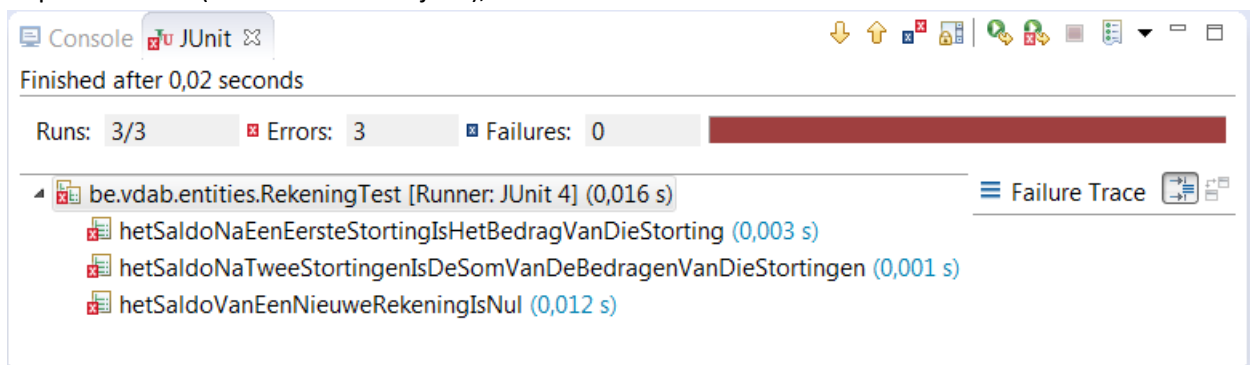 Console JUnit
Finished after 0,02 seconds
Runs: 3/3 Errors: 3 Failures: 0
be.vdab.entities.RekeningTest [Runner: JUnit 4] (0,016 s)
Failure Trace
hetSaldoNaEenEersteStortingIsHetBedragVanDieStorting (0,003 s)
hetSaldoNaTweeStortingenIsDeSomVanDeBedragenVanDieStortingen (0,001 s)
hetSaldoVanEenNieuweRekeningIsNul (0,012 s)